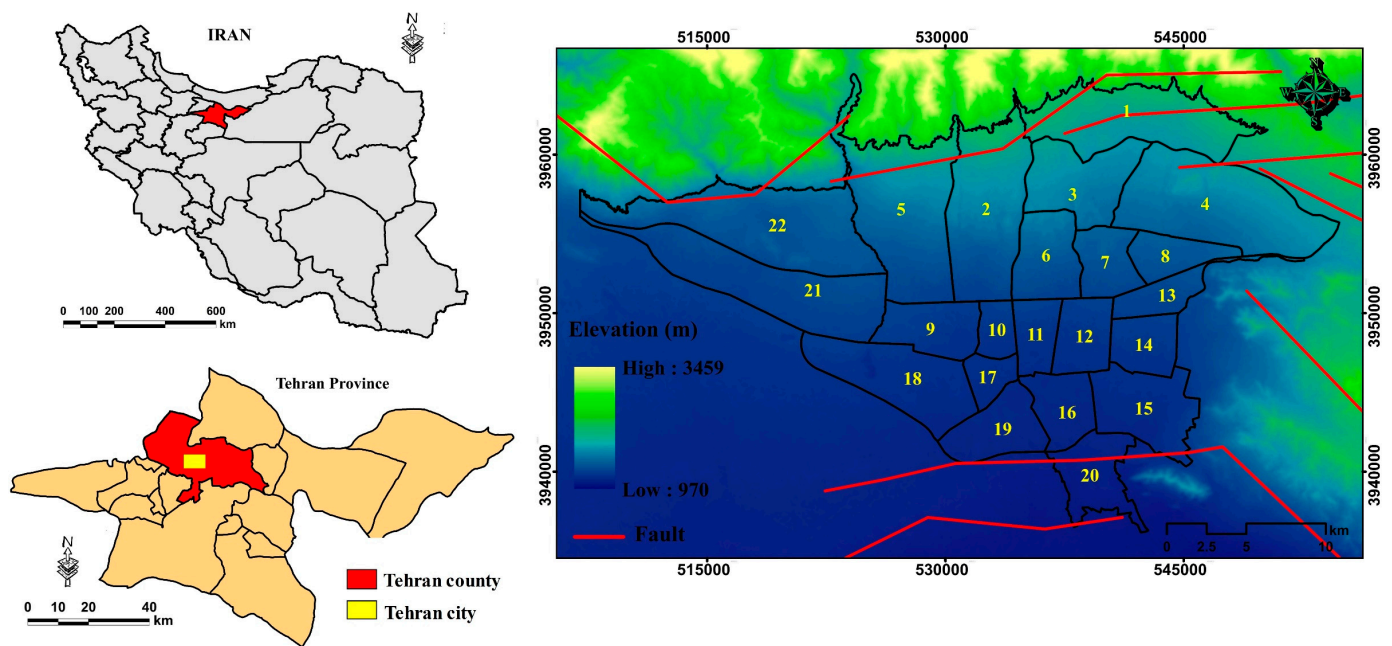 IRAN
N
0 100 200 400 600
km
Tehran Province
N
0 10 20 40
km
Tehran county
Tehran city
515000 530000 545000
3960000 3960000
3950000 3950000
3940000 3940000
N
W E
S
1
2
3
4
5
6
7
8
9
10
11
12
13
14
15
16
17
18
19
20
21
22
Elevation (m)
High : 3459
Low : 970
Fault
km
0 2.5 5 10
515000 530000 545000